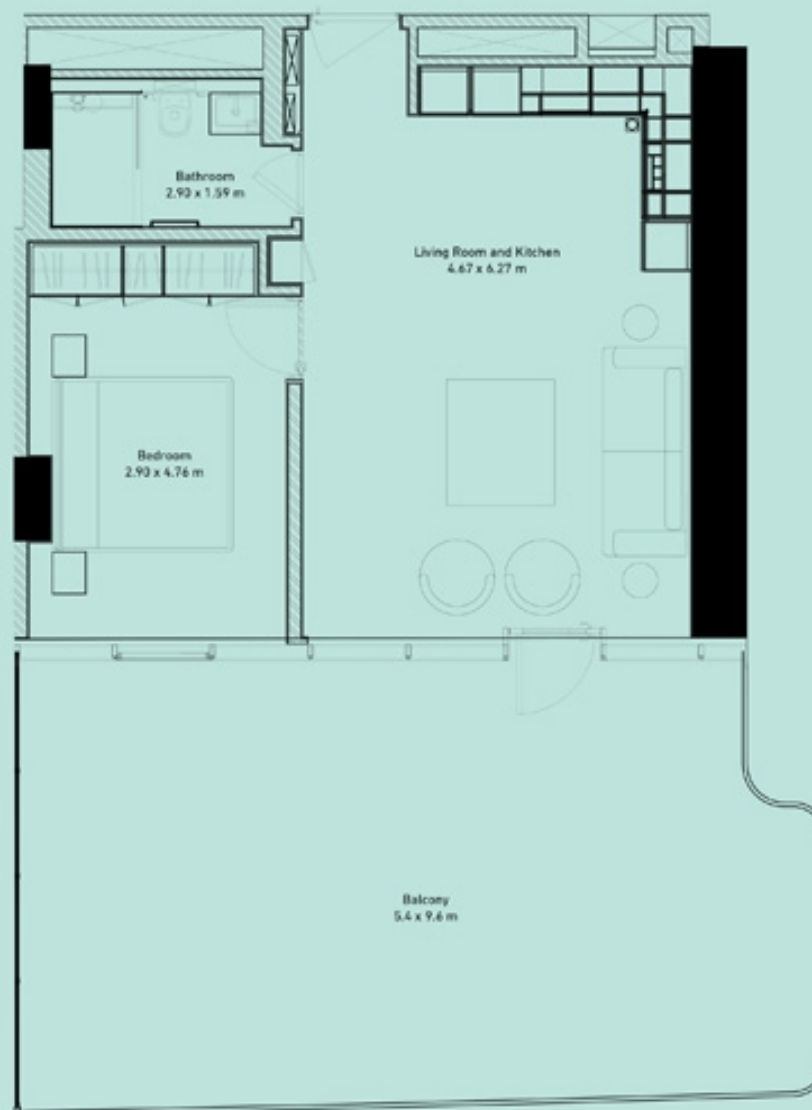 Bathroom
2.90 x 1.59 m
Living Room and Kitchen
4.67 x 6.27 m
Bedroom
2.90 x 4.76 m
Balcony
5.4 x 9.6 m